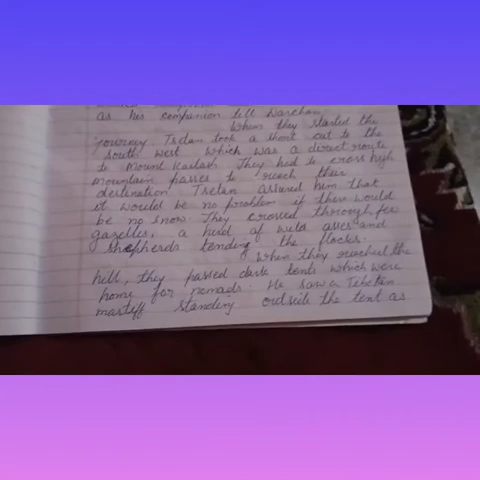 as his companion till Darchan.
When they started the
journey Tsetan took a short cut to the
South West which was a direct route
to Mount Kailash. They had to cross high
mountain passes to reach their
destination Tsetan assured him that
it would be no problem if there would
be no snow. They crossed through few
gazelles, a herd of wild asses and
shepherds tending the flocks.
When they reached the
hell, they passed dark tents which were
home for nomads. He saw a Tibetan
mastiff standing outside the tent as